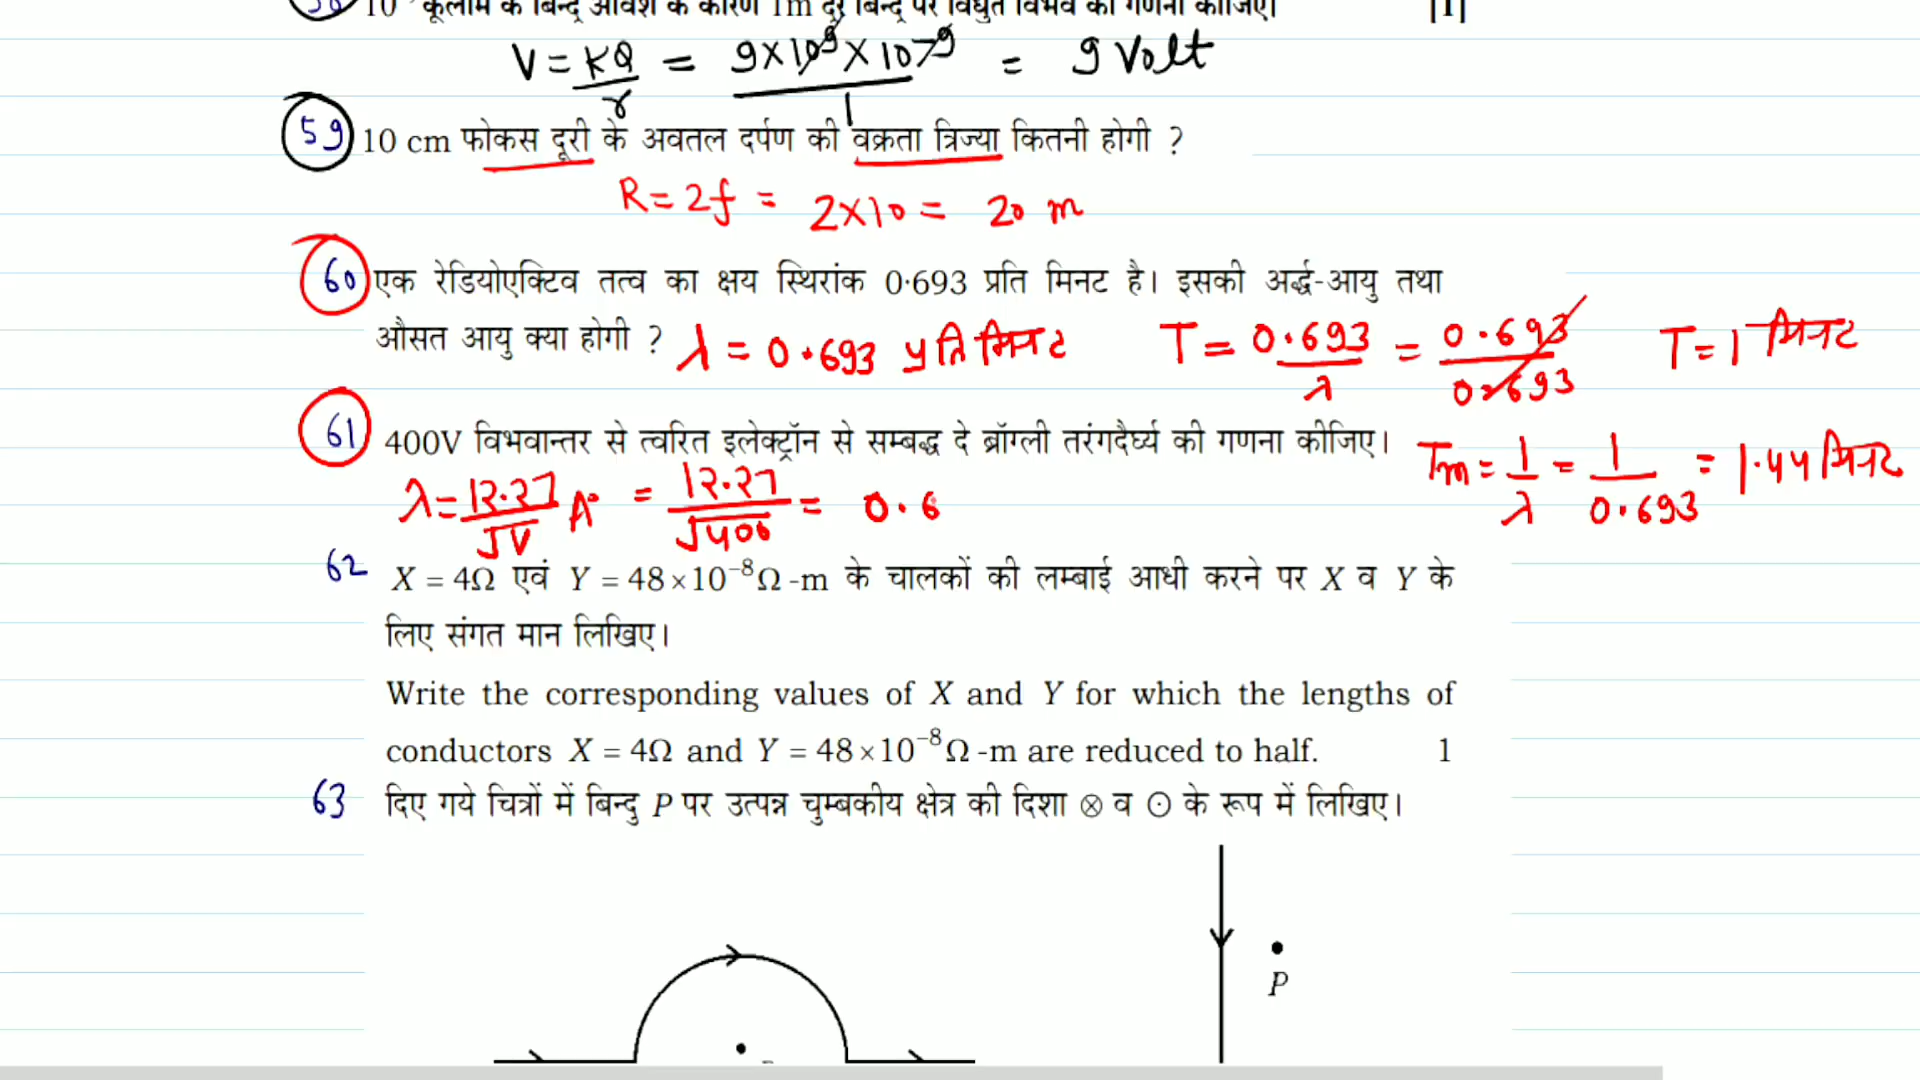 10 कूलॉम के बिन्दु आवेश के कारण 1m दूर बिन्दु पर विद्युत विभव की गणना कीजिए। [1]
V = KQ/r = 9×10⁹×10⁻⁹/1 = 9 Volt
59 10 cm फोकस दूरी के अवतल दर्पण की वक्रता त्रिज्या कितनी होगी ?
R = 2f = 2×10 = 20 m
60 एक रेडियोएक्टिव तत्व का क्षय स्थिरांक 0·693 प्रति मिनट है। इसकी अर्द्ध-आयु तथा
औसत आयु क्या होगी ? λ = 0.693 प्रति मिनट T = 0.693/λ = 0.693/0.693 T = 1 मिनट
61 400V विभवान्तर से त्वरित इलेक्ट्रॉन से सम्बद्ध दे ब्रॉग्ली तरंगदैर्घ्य की गणना कीजिए। Tm = 1/λ = 1/0.693 = 1.44 मिनट
λ = 12.27/√V A° = 12.27/√400 = 0.6
62 X = 4Ω एवं Y = 48×10⁻⁸Ω-m के चालकों की लम्बाई आधी करने पर X व Y के
लिए संगत मान लिखिए।
Write the corresponding values of X and Y for which the lengths of
conductors X = 4Ω and Y = 48×10⁻⁸Ω-m are reduced to half. 1
63 दिए गये चित्रों में बिन्दु P पर उत्पन्न चुम्बकीय क्षेत्र की दिशा ⊗ व ⊙ के रूप में लिखिए।
P